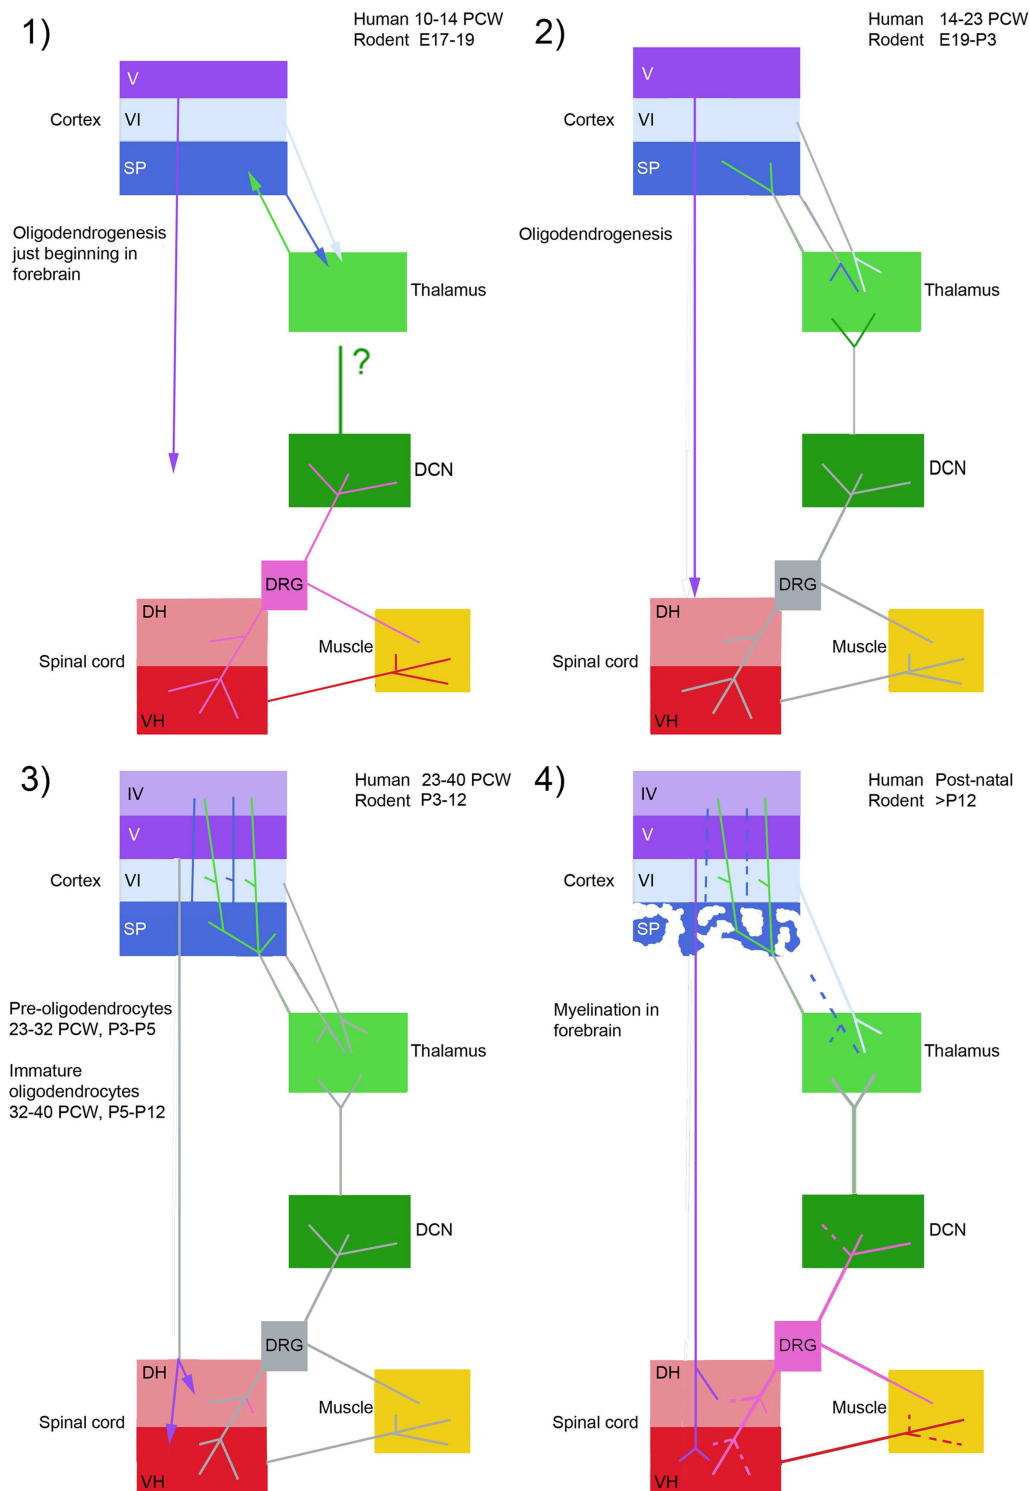 1)
Human 10-14 PCW
Rodent E17-19
V
Cortex
VI
SP
Oligodendrogenesis
just beginning in
forebrain
Thalamus
?
DCN
DRG
DH
Muscle
Spinal cord
VH
2)
Human 14-23 PCW
Rodent E19-P3
V
Cortex
VI
SP
Oligodendrogenesis
Thalamus
DCN
DRG
DH
Muscle
Spinal cord
VH
3)
Human 23-40 PCW
Rodent P3-12
IV
V
Cortex
VI
SP
Pre-oligodendrocytes
23-32 PCW, P3-P5
Immature
oligodendrocytes
32-40 PCW, P5-P12
Thalamus
DCN
DRG
DH
Muscle
Spinal cord
VH
4)
Human Post-natal
Rodent >P12
IV
V
Cortex
VI
SP
Myelination in
forebrain
Thalamus
DCN
DRG
DH
Muscle
Spinal cord
VH